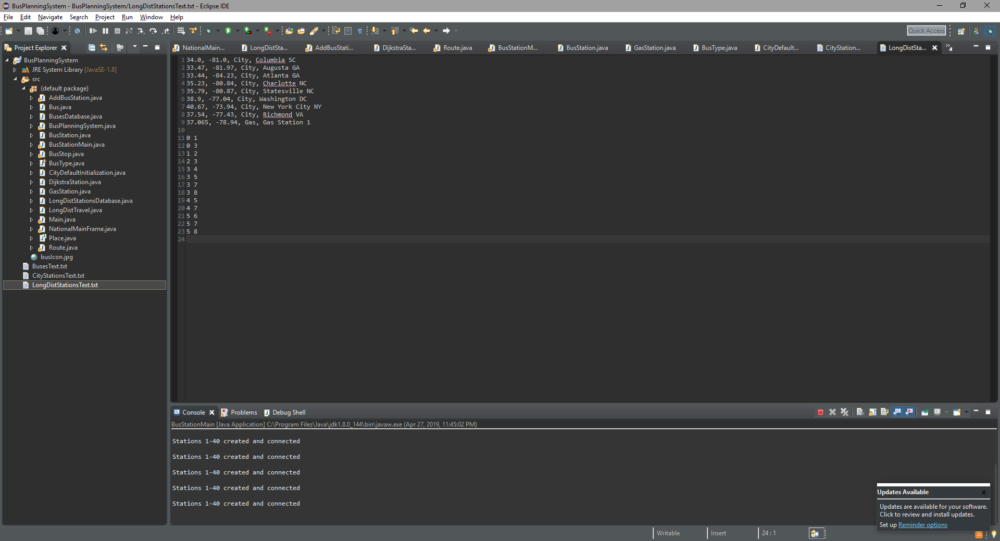 BusPlanningSystem - BusPlanningSystem/LongDistStationsText.txt - Eclipse IDE
File Edit Navigate Search Project Run Window Help
Quick Access
Project Explorer
BusPlanningSystem
JRE System Library [JavaSE-1.8]
src
(default package)
AddBusStation.java
Bus.java
BusesDatabase.java
BusPlanningSystem.java
BusStation.java
BusStationMain.java
BusStop.java
BusType.java
CityDefaultInitialization.java
DijkstraStation.java
GasStation.java
LongDistStationsDatabase.java
LongDistTravel.java
Main.java
NationalMainFrame.java
Place.java
Route.java
busIcon.jpg
BusesText.txt
CityStationsText.txt
LongDistStationsText.txt
NationalMain... LongDistSta... AddBusStati... DijkstraSta... Route.java BusStationM... BusStation.java GasStation.java BusType.java CityDefault... CityStation... LongDistSta... »4
1 34.0, -81.0, City, Columbia SC
2 33.47, -81.97, City, Augusta GA
3 33.44, -84.23, City, Atlanta GA
4 35.23, -80.84, City, Charlotte NC
5 35.79, -80.87, City, Statesville NC
6 38.9, -77.04, City, Washington DC
7 40.67, -73.94, City, New York City NY
8 37.54, -77.43, City, Richmond VA
9 37.065, -78.94, Gas, Gas Station 1
10
11 0 1
12 0 3
13 1 2
14 2 3
15 3 4
16 3 5
17 3 7
18 3 8
19 4 5
20 4 7
21 5 6
22 5 7
23 5 8
24
Console Problems Debug Shell
BusStationMain [Java Application] C:\Program Files\Java\jdk1.8.0_144\bin\javaw.exe (Apr 27, 2019, 11:45:02 PM)
Stations 1-40 created and connected
Stations 1-40 created and connected
Stations 1-40 created and connected
Stations 1-40 created and connected
Stations 1-40 created and connected
Updates Available
Updates are available for your software.
Click to review and install updates.
Set up Reminder options
Writable Insert 24 : 1